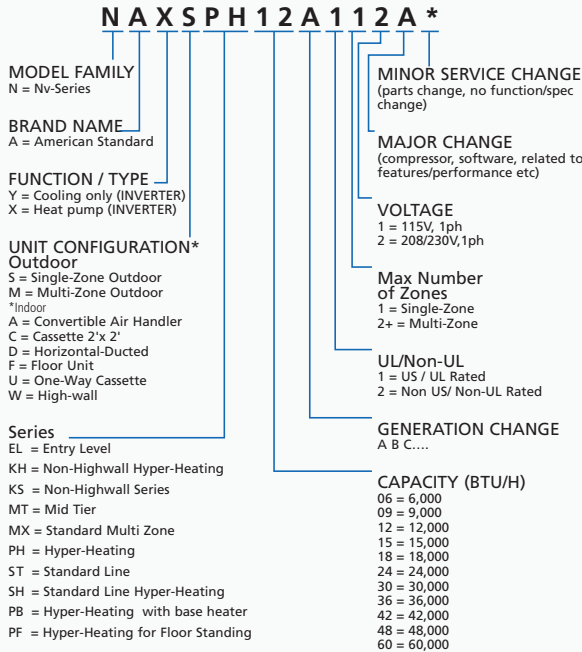 N A X S P H 1 2 A 1 1 2 A *
MODEL FAMILY
N = Nv-Series
BRAND NAME
A = American Standard
FUNCTION / TYPE
Y = Cooling only (INVERTER)
X = Heat pump (INVERTER)
UNIT CONFIGURATION*
Outdoor
S = Single-Zone Outdoor
M = Multi-Zone Outdoor
*Indoor
A = Convertible Air Handler
C = Cassette 2'x 2'
D = Horizontal-Ducted
F = Floor Unit
U = One-Way Cassette
W = High-wall
Series
EL = Entry Level
KH = Non-Highwall Hyper-Heating
KS = Non-Highwall Series
MT = Mid Tier
MX = Standard Multi Zone
PH = Hyper-Heating
ST = Standard Line
SH = Standard Line Hyper-Heating
PB = Hyper-Heating with base heater
PF = Hyper-Heating for Floor Standing
MINOR SERVICE CHANGE
(parts change, no function/spec
change)
MAJOR CHANGE
(compressor, software, related to
features/performance etc)
VOLTAGE
1 = 115V, 1ph
2 = 208/230V,1ph
Max Number
of Zones
1 = Single-Zone
2+ = Multi-Zone
UL/Non-UL
1 = US / UL Rated
2 = Non US/ Non-UL Rated
GENERATION CHANGE
A B C....
CAPACITY (BTU/H)
06 = 6,000
09 = 9,000
12 = 12,000
15 = 15,000
18 = 18,000
24 = 24,000
30 = 30,000
36 = 36,000
42 = 42,000
48 = 48,000
60 = 60,000